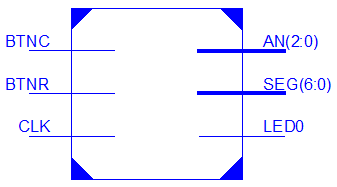 BTNC AN(2:0)
BTNR SEG(6:0)
CLK LED0